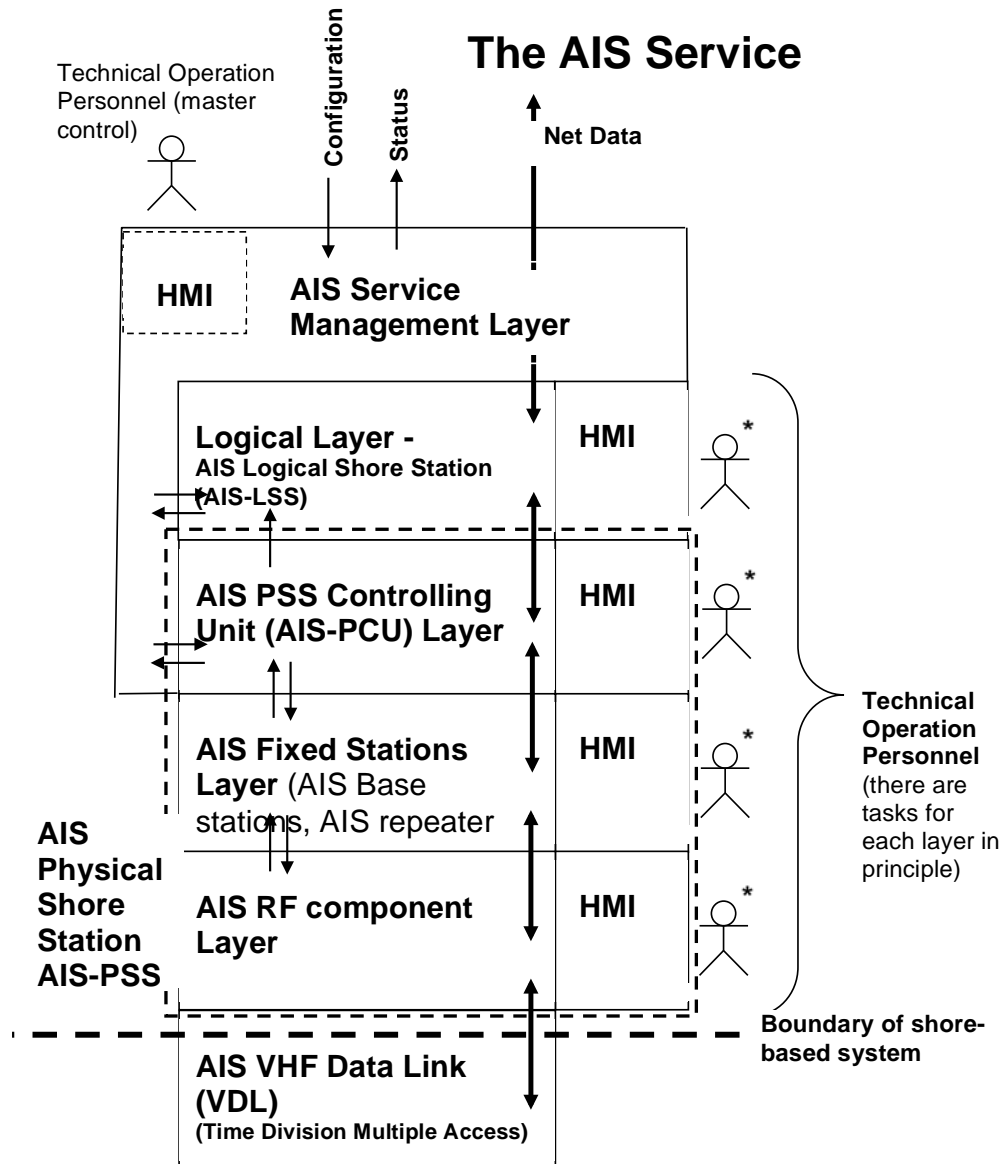 The AIS Service
Technical Operation
Personnel (master
control)
Configuration
Status
Net Data
HMI
AIS Service
Management Layer
Logical Layer -
AIS Logical Shore Station
(AIS-LSS)
HMI
*
AIS PSS Controlling
Unit (AIS-PCU) Layer
HMI
*
AIS Fixed Stations
Layer (AIS Base
stations, AIS repeater
HMI
*
AIS RF component
Layer
HMI
*
Technical
Operation
Personnel
(there are
tasks for
each layer in
principle)
AIS
Physical
Shore
Station
AIS-PSS
Boundary of shore-
based system
AIS VHF Data Link
(VDL)
(Time Division Multiple Access)